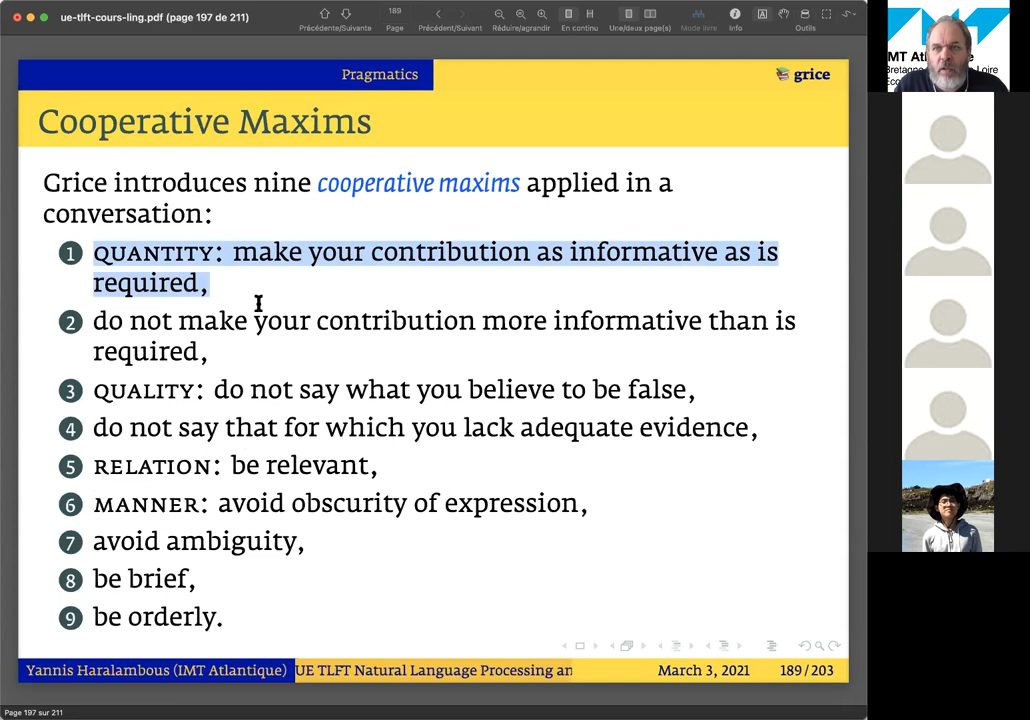 ue-tlft-cours-ling.pdf (page 197 de 211)
189
Précédente/Suivante
Page
Précédent/Suivant
Réduire/agrandir
En continu
Une/deux page(s)
Mode livre
Info
Outils
Pragmatics
grice
Cooperative Maxims
Grice introduces nine cooperative maxims applied in a
conversation:
1 QUANTITY: make your contribution as informative as is
required,
2 do not make your contribution more informative than is
required,
3 QUALITY: do not say what you believe to be false,
4 do not say that for which you lack adequate evidence,
5 RELATION: be relevant,
6 MANNER: avoid obscurity of expression,
7 avoid ambiguity,
8 be brief,
9 be orderly.
Yannis Haralambous (IMT Atlantique)
UE TLFT Natural Language Processing an
March 3, 2021
189 / 203
Page 197 sur 211
IMT Atl
e
Bretagne
Loire